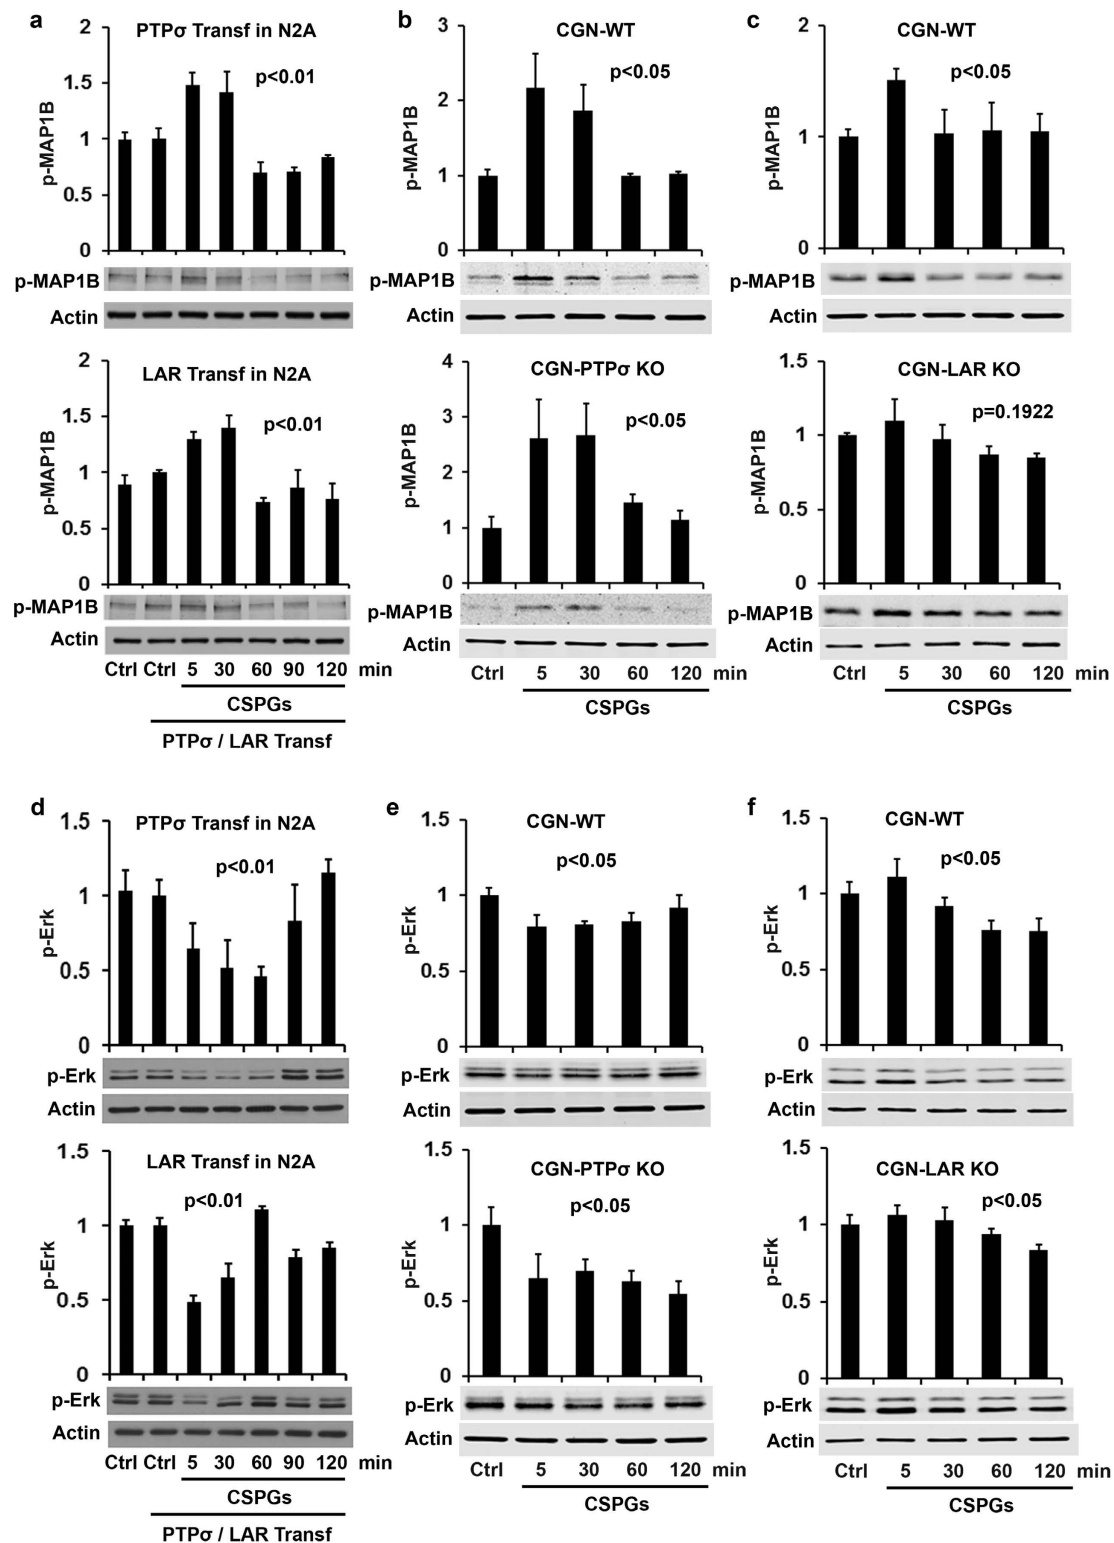 a
PTPσ Transf in N2A
p<0.01
p-MAP1B
2
1.5
1
0.5
0
p-MAP1B
Actin
LAR Transf in N2A
p<0.01
p-MAP1B
2
1.5
1
0.5
0
p-MAP1B
Actin
Ctrl Ctrl 5 30 60 90 120 min
CSPGs
PTPσ / LAR Transf
b
CGN-WT
p<0.05
p-MAP1B
3
2
1
0
p-MAP1B
Actin
CGN-PTPσ KO
p<0.05
p-MAP1B
4
3
2
1
0
p-MAP1B
Actin
Ctrl 5 30 60 120 min
CSPGs
c
CGN-WT
p<0.05
p-MAP1B
2
1
0
p-MAP1B
Actin
CGN-LAR KO
p=0.1922
p-MAP1B
1.5
1
0.5
0
p-MAP1B
Actin
Ctrl 5 30 60 120 min
CSPGs
d
PTPσ Transf in N2A
p<0.01
p-Erk
1.5
1
0.5
0
p-Erk
Actin
LAR Transf in N2A
p<0.01
p-Erk
1.5
1
0.5
0
p-Erk
Actin
Ctrl Ctrl 5 30 60 90 120 min
CSPGs
PTPσ / LAR Transf
e
CGN-WT
p<0.05
p-Erk
1.5
1
0.5
0
p-Erk
Actin
CGN-PTPσ KO
p<0.05
p-Erk
1.5
1
0.5
0
p-Erk
Actin
Ctrl 5 30 60 120 min
CSPGs
f
CGN-WT
p<0.05
p-Erk
1.5
1
0.5
0
p-Erk
Actin
CGN-LAR KO
p<0.05
p-Erk
1.5
1
0.5
0
p-Erk
Actin
Ctrl 5 30 60 120 min
CSPGs